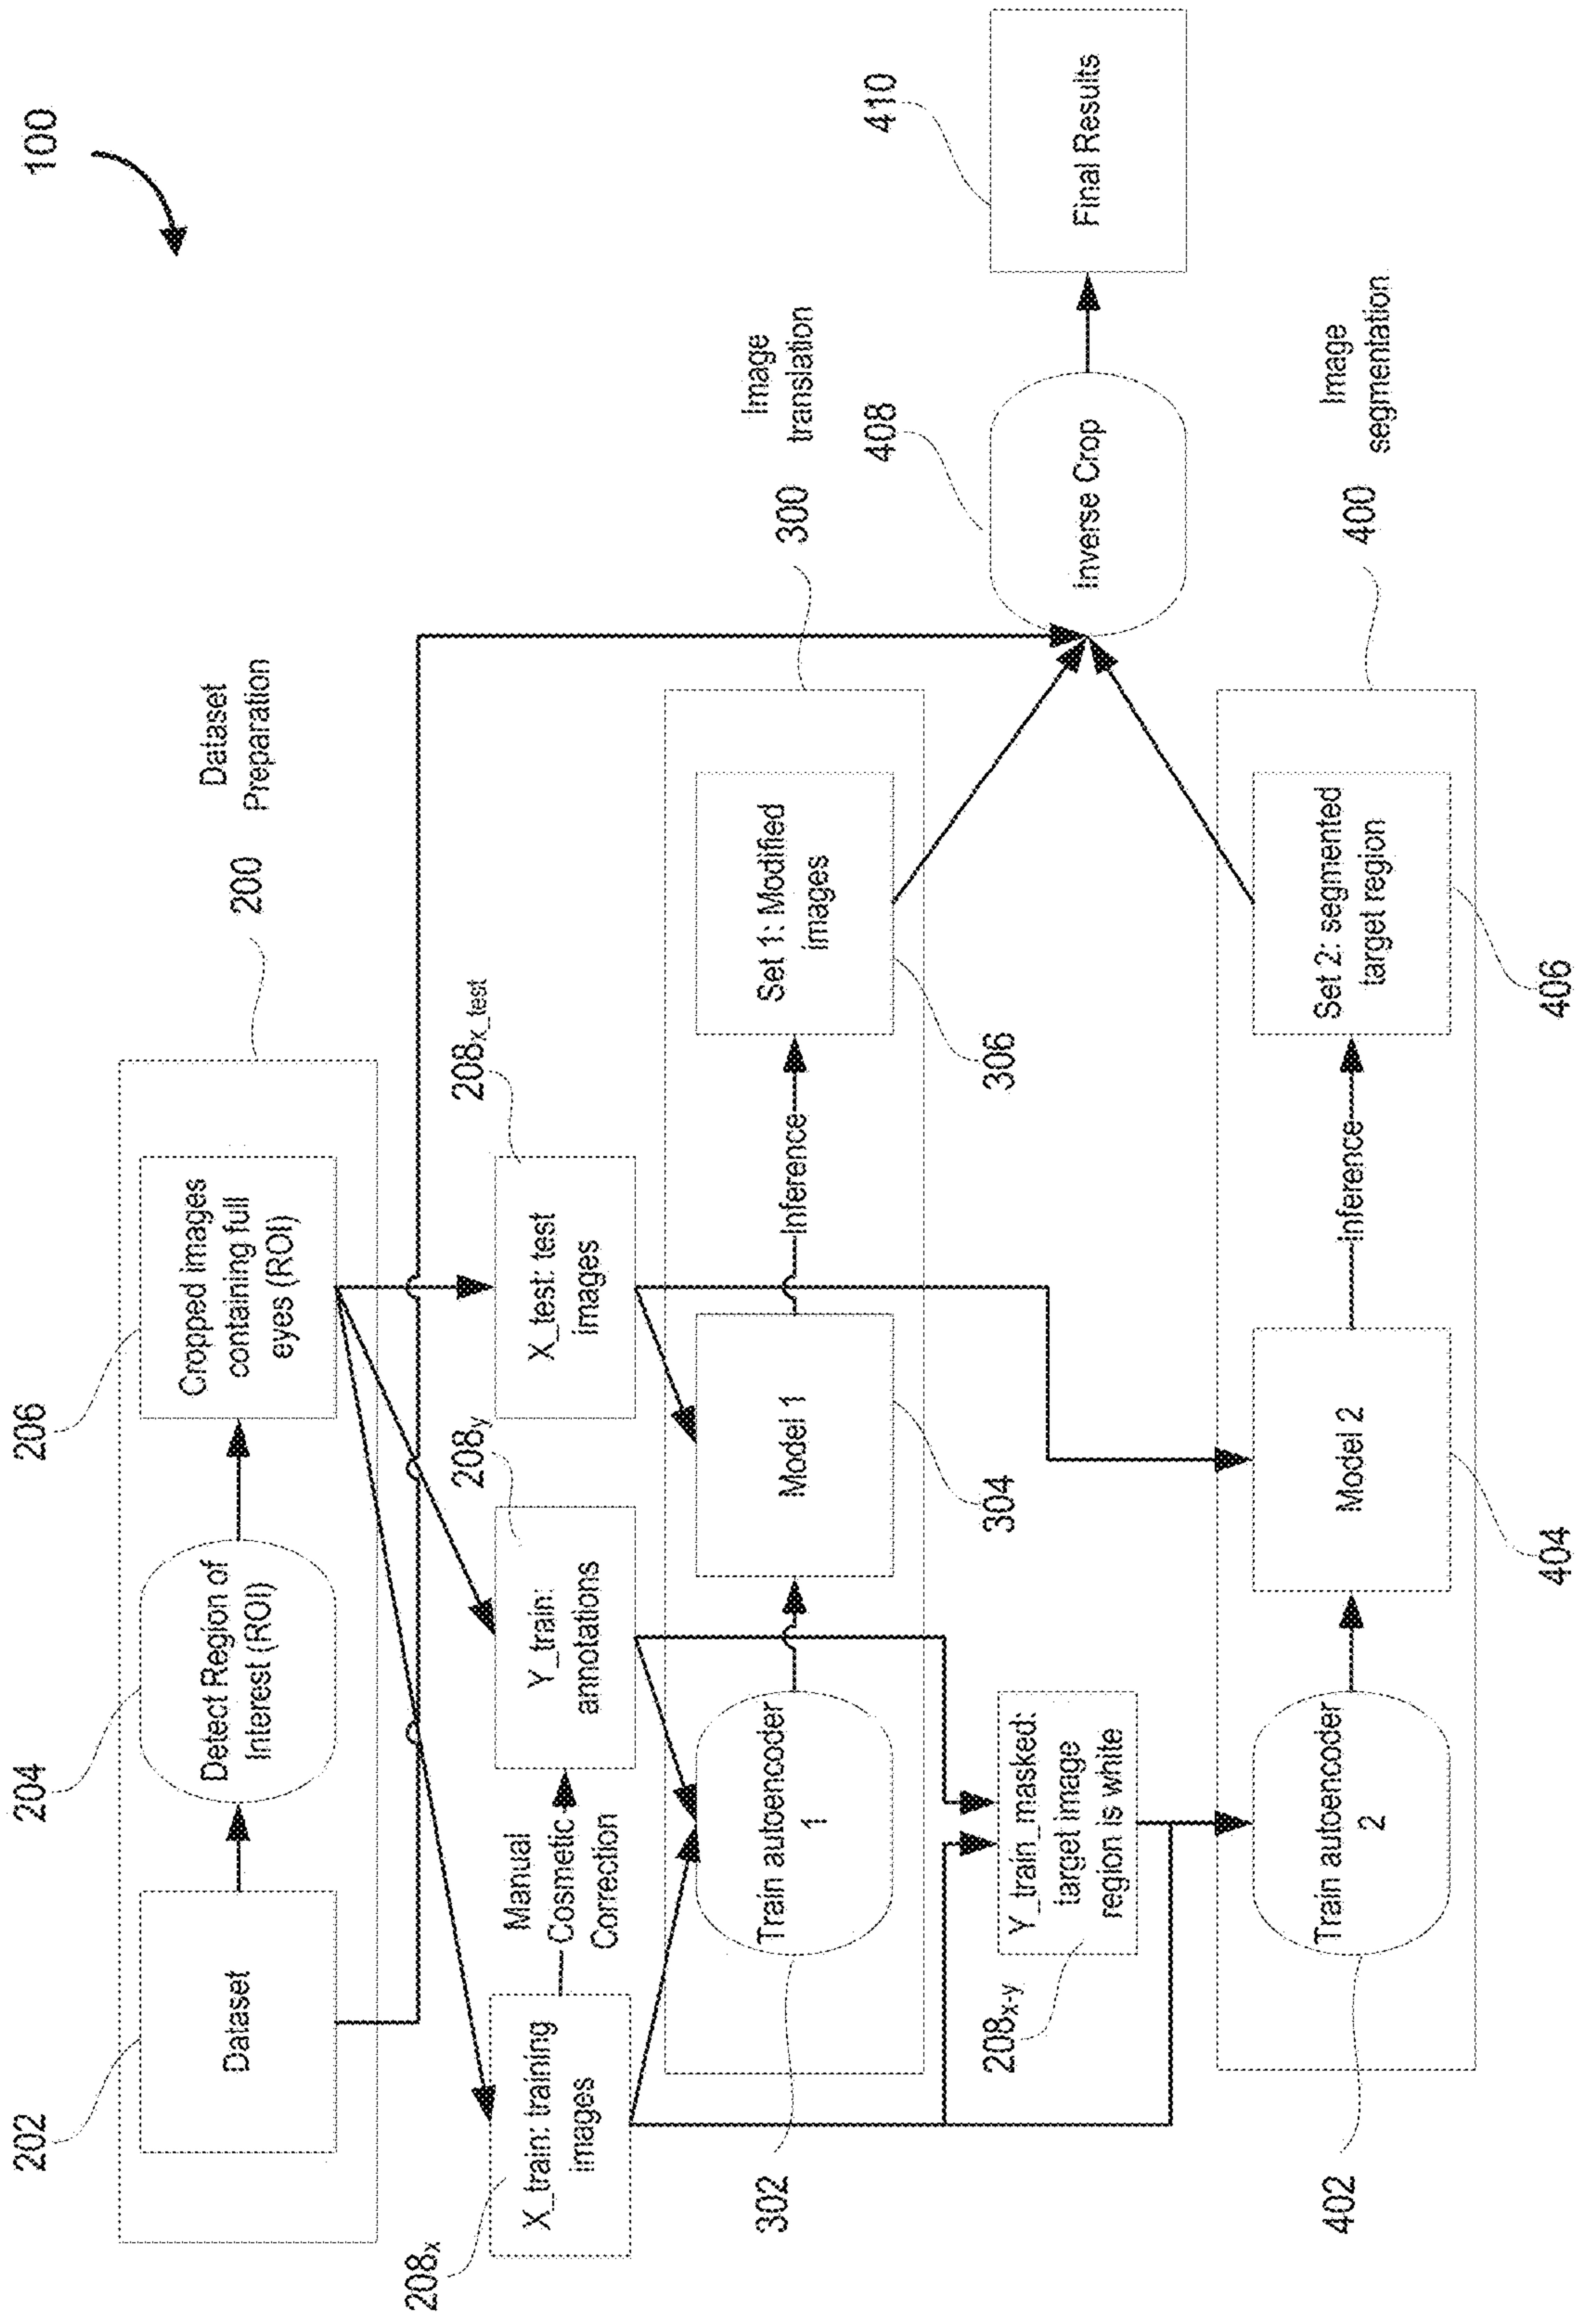 100
202
204
206
200
Dataset
Preparation
Dataset
Detect Region of
Interest (ROI)
Cropped images
containing full
eyes (ROI)
208x
208y
208x_test
X_train: training
images
Manual
Cosmetic
Correction
Y_train:
annotations
X_test: test
images
300
Image
translation
Train autoencoder
1
Model 1
Inference
Set 1: Modified
images
302
304
306
208x-y
Y_train_masked:
target image
region is white
408
Inverse Crop
410
Final Results
400
Image
segmentation
Train autoencoder
2
Model 2
Inference
Set 2: segmented
target region
402
404
406